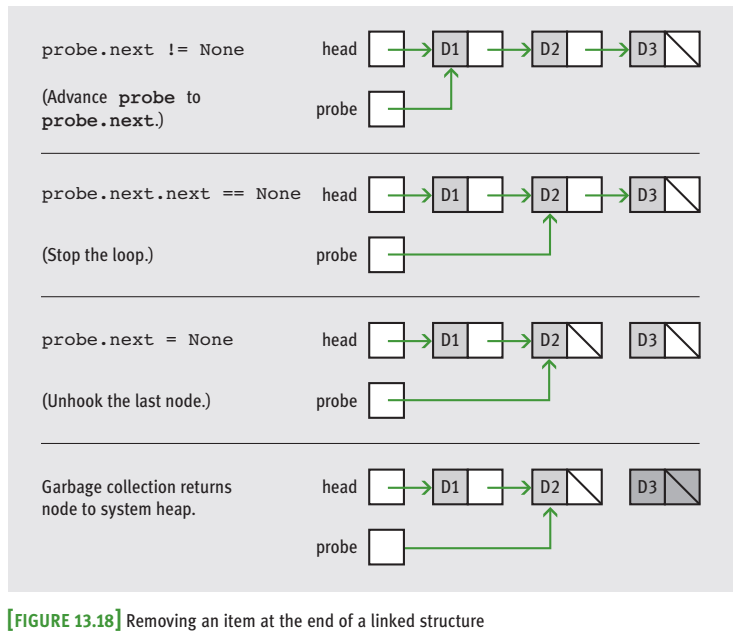 probe.next != None
head D1 D2 D3
(Advance probe to
probe.next.)
probe
probe.next.next == None head D1 D2 D3
(Stop the loop.) probe
probe.next = None head D1 D2 D3
(Unhook the last node.) probe
Garbage collection returns head D1 D2 D3
node to system heap.
probe
[FIGURE 13.18] Removing an item at the end of a linked structure